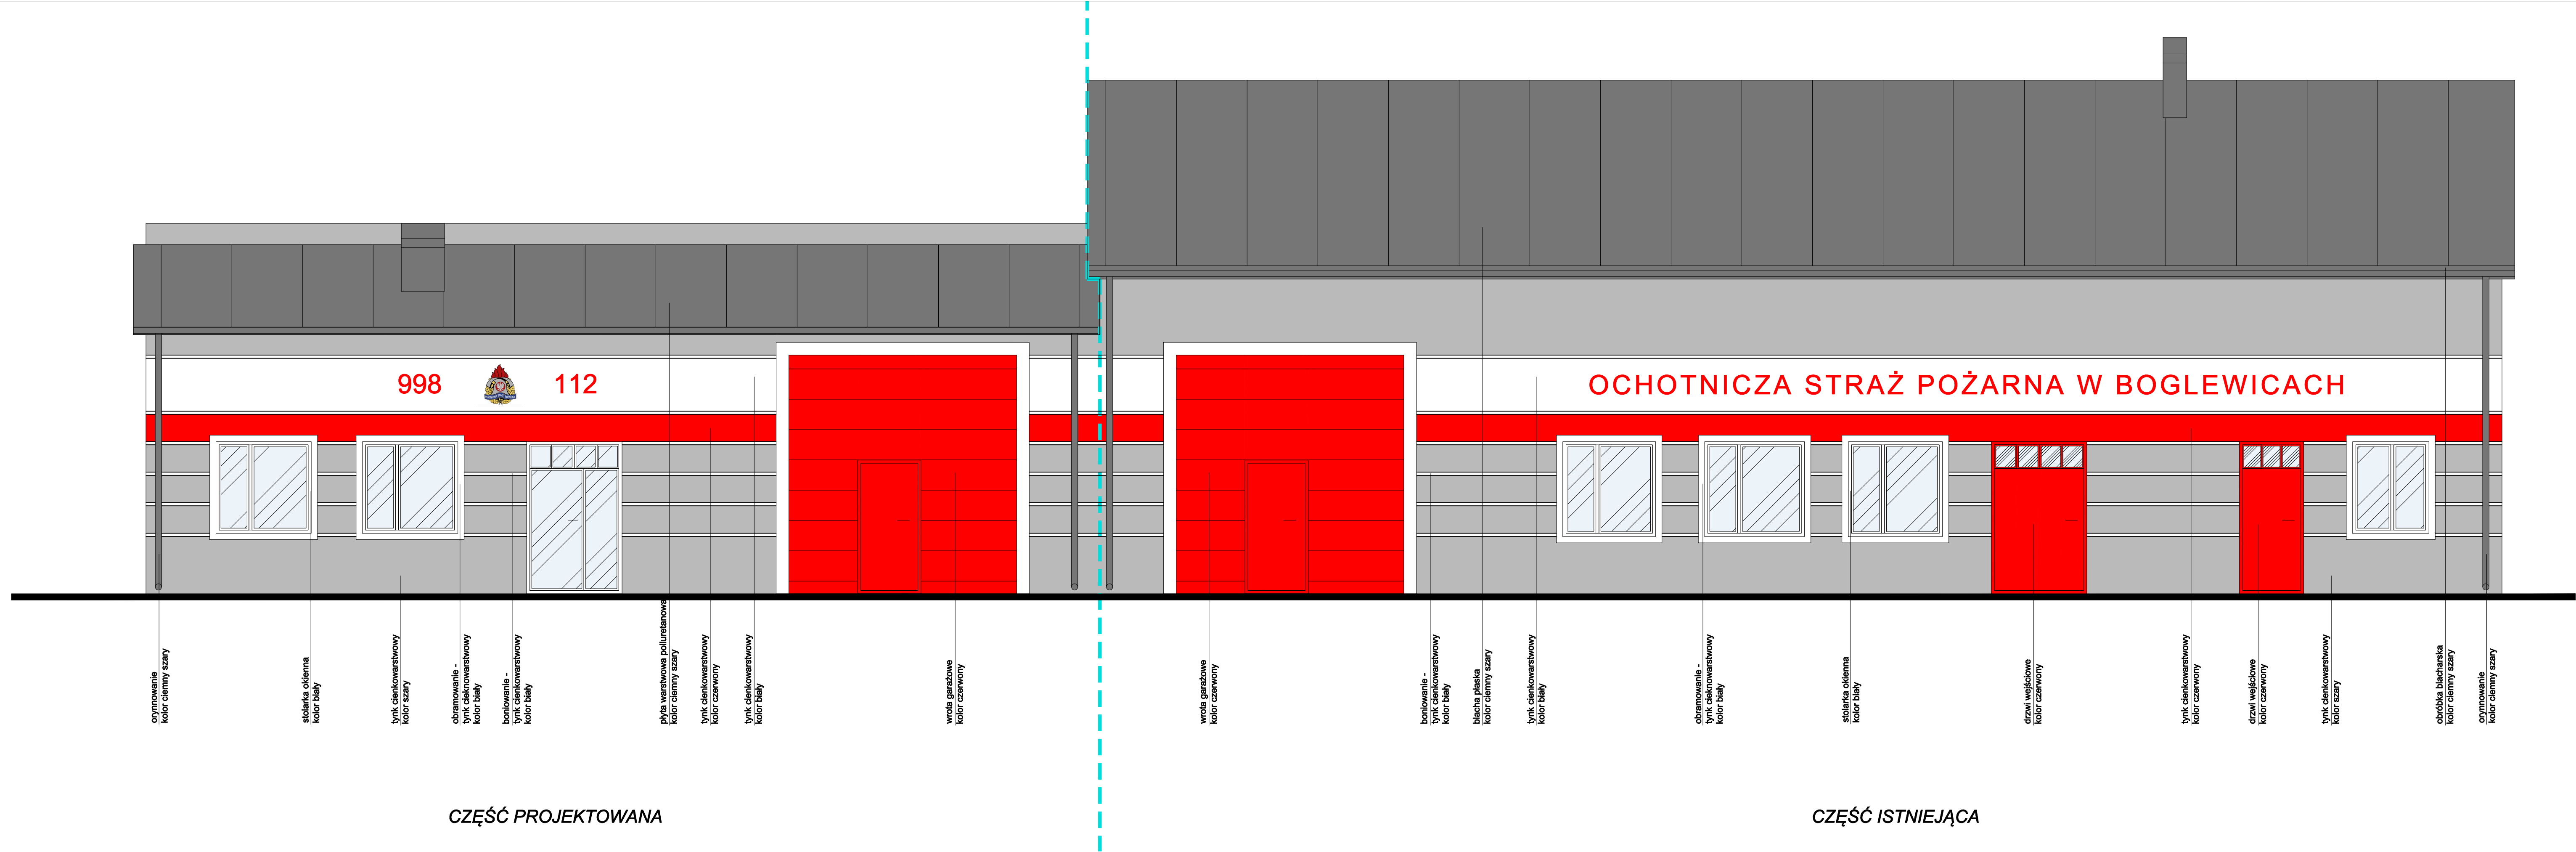 998
112
OCHOTNICZA STRAŻ POŻARNA W BOGLEWICACH
orynnowanie
kolor ciemny szary
stolarka okienna
kolor biały
tynk cienkowarstwowy
kolor szary
obramowanie -
tynk cieknowarstwowy
kolor biały
boniowanie -
tynk cienkowarstwowy
kolor biały
płyta warstwowa poliuretanowa
kolor ciemny szary
tynk cienkowarstwowy
kolor czerwony
tynk cienkowarstwowy
kolor biały
wrota garażowe
kolor czerwony
wrota garażowe
kolor czerwony
boniowanie -
tynk cienkowarstwowy
kolor biały
blacha płaska
kolor ciemny szary
tynk cienkowarstwowy
kolor biały
obramowanie -
tynk cieknowarstwowy
kolor biały
stolarka okienna
kolor biały
drzwi wejściowe
kolor czerwony
tynk cienkowarstwowy
kolor czerwony
drzwi wejściowe
kolor czerwony
tynk cienkowarstwowy
kolor szary
obróbka blacharska
kolor ciemny szary
orynnowanie
kolor ciemny szary
CZĘŚĆ PROJEKTOWANA
CZĘŚĆ ISTNIEJĄCA